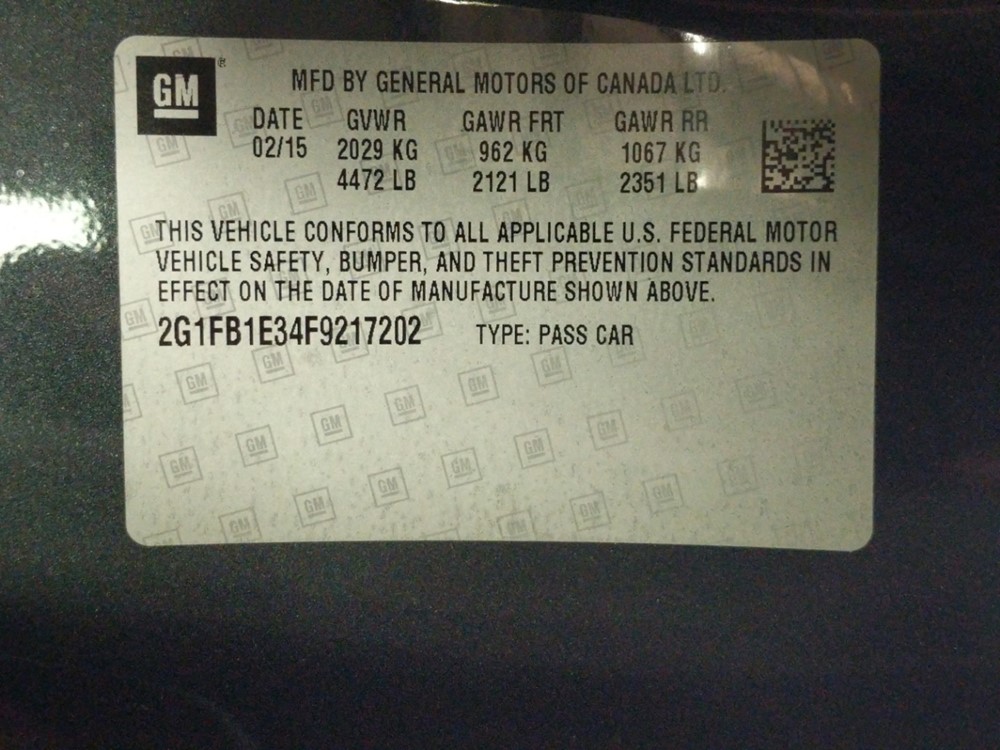 GM®
MFD BY GENERAL MOTORS OF CANADA LTD.
DATE GVWR GAWR FRT GAWR RR
02/15 2029 KG 962 KG 1067 KG
4472 LB 2121 LB 2351 LB
THIS VEHICLE CONFORMS TO ALL APPLICABLE U.S. FEDERAL MOTOR
VEHICLE SAFETY, BUMPER, AND THEFT PREVENTION STANDARDS IN
EFFECT ON THE DATE OF MANUFACTURE SHOWN ABOVE.
2G1FB1E34F9217202 TYPE: PASS CAR